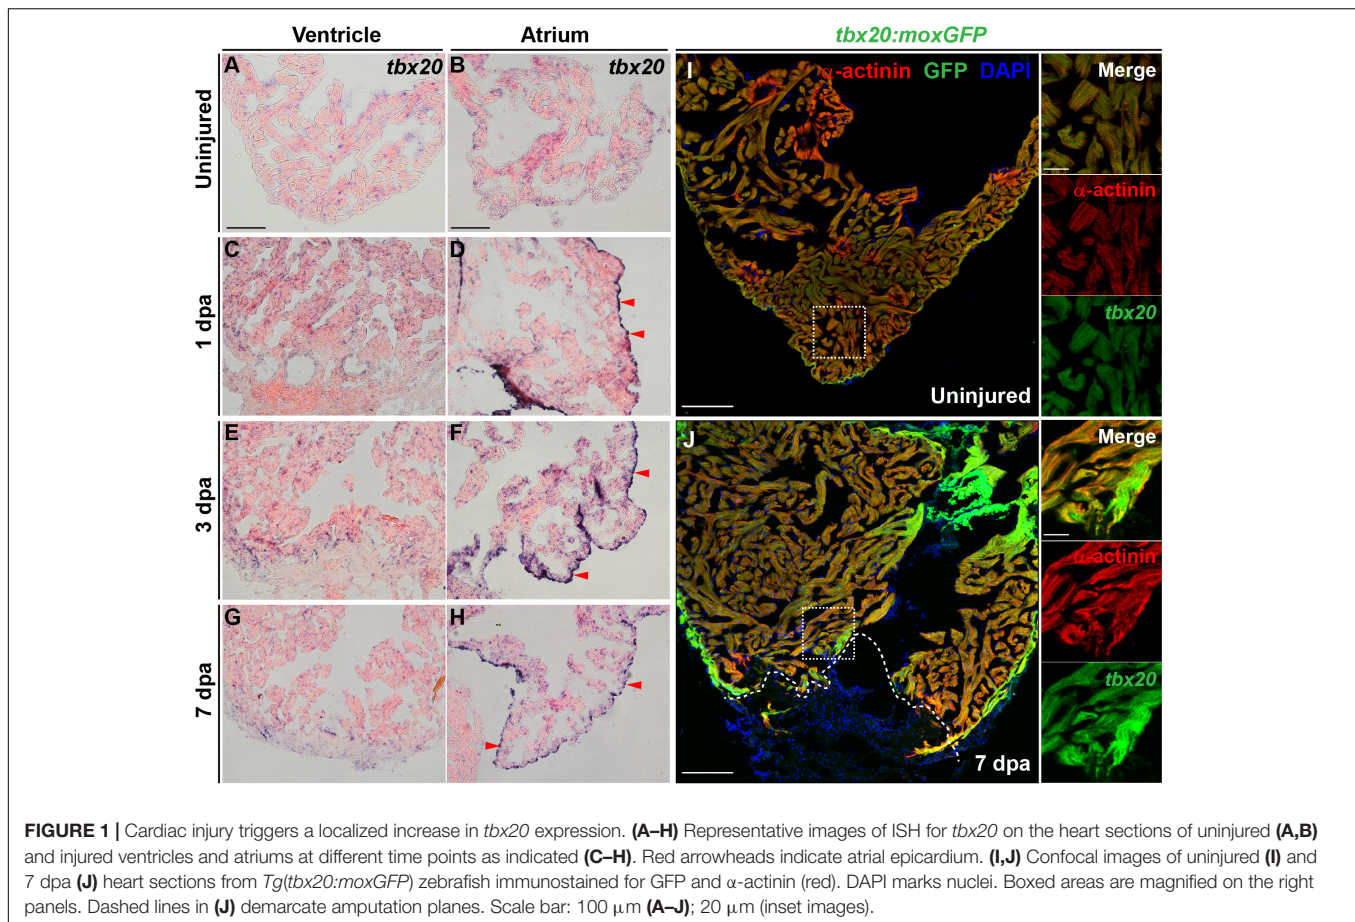 Ventricle
Atrium
tbx20:moxGFP
Uninjured
A
tbx20
B
tbx20
1 dpa
C
D
3 dpa
E
F
7 dpa
G
H
I
α-actinin GFP DAPI
Uninjured
Merge
α-actinin
tbx20
J
7 dpa
Merge
α-actinin
tbx20
FIGURE 1 | Cardiac injury triggers a localized increase in tbx20 expression. (A–H) Representative images of ISH for tbx20 on the heart sections of uninjured (A,B)
and injured ventricles and atriums at different time points as indicated (C–H). Red arrowheads indicate atrial epicardium. (I,J) Confocal images of uninjured (I) and
7 dpa (J) heart sections from Tg(tbx20:moxGFP) zebrafish immunostained for GFP and α-actinin (red). DAPI marks nuclei. Boxed areas are magnified on the right
panels. Dashed lines in (J) demarcate amputation planes. Scale bar: 100 μm (A–J); 20 μm (inset images).